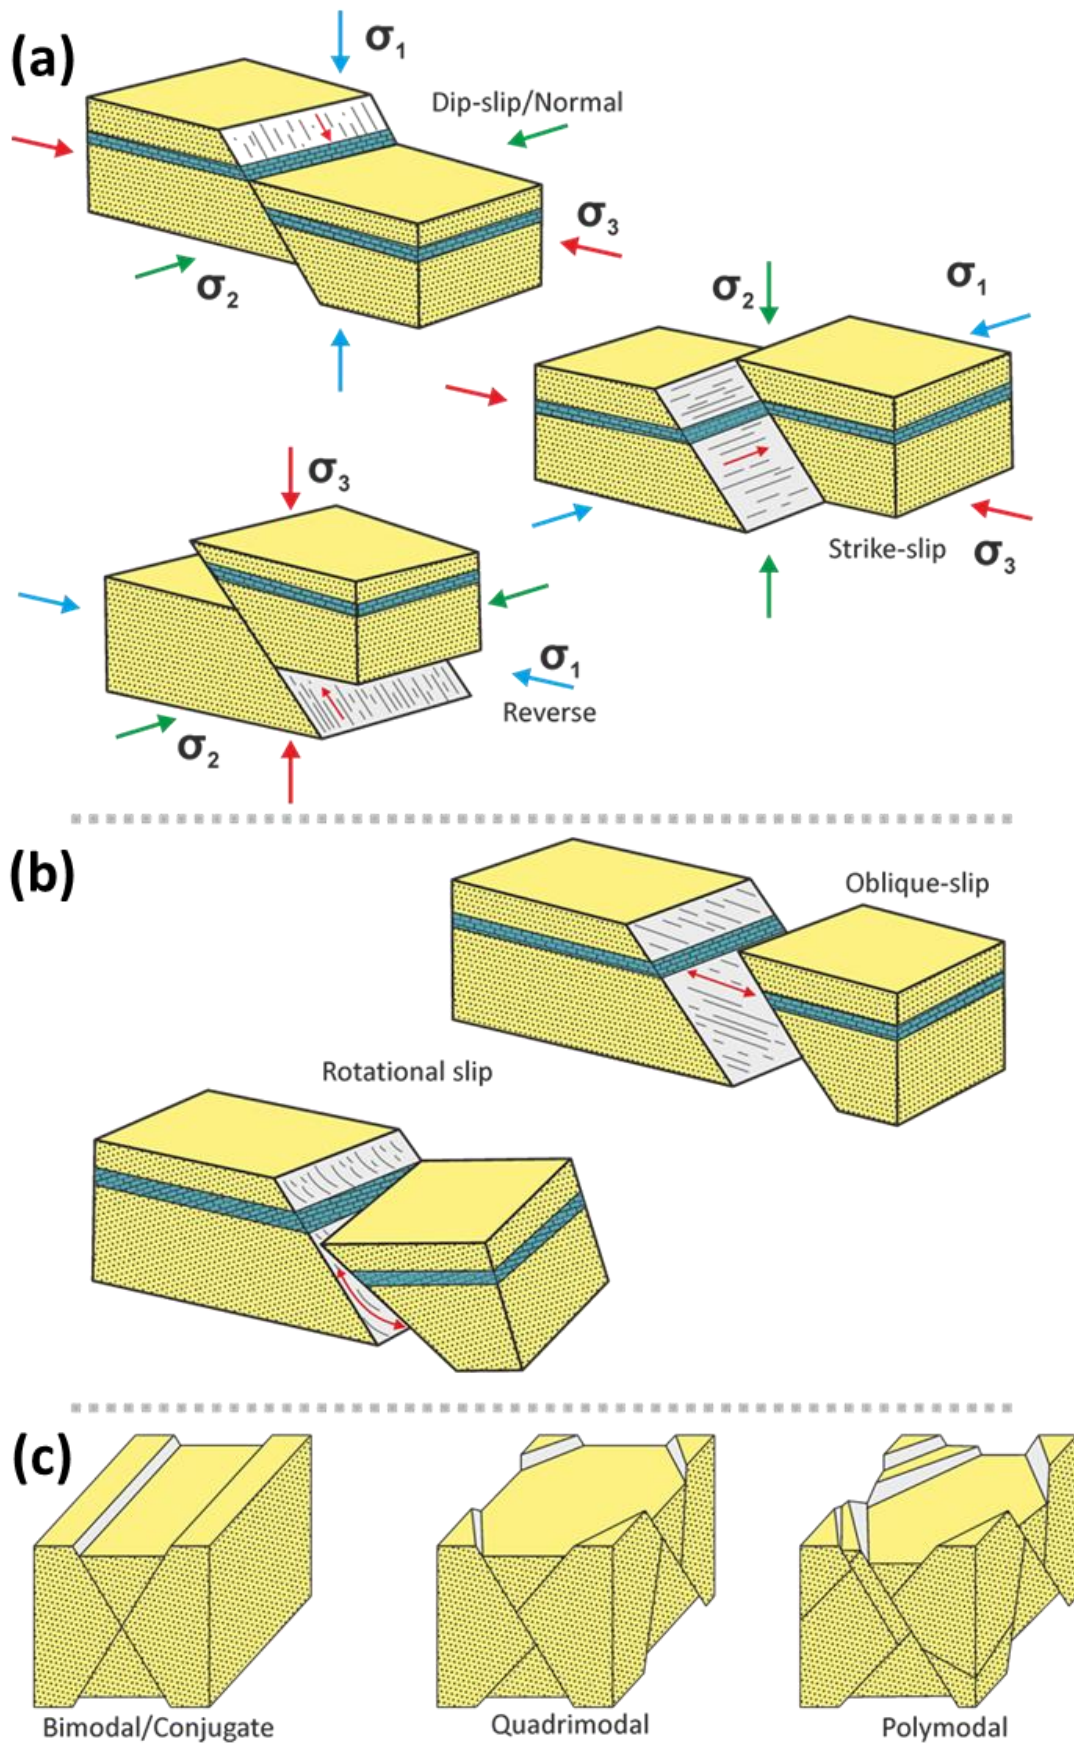 (a)
σ1
Dip-slip/Normal
σ3
σ2
σ2
σ1
σ3
Strike-slip
σ3
σ1
Reverse
σ2
(b)
Oblique-slip
Rotational slip
(c)
Bimodal/Conjugate
Quadrimodal
Polymodal